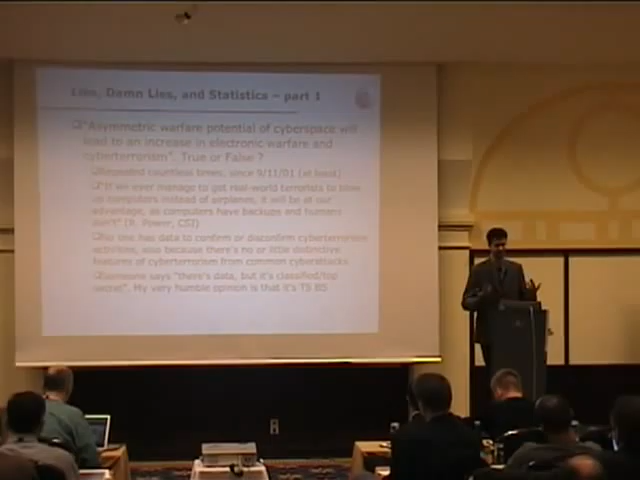 Lies, Damn Lies, and Statistics – part 1
"Asymmetric warfare potential of cyberspace will
lead to an increase in electronic warfare and
cyberterrorism". True or False ?
Repeated countless times, since 9/11/01 (at least)
"If we ever manage to get real-world terrorists to blow
up computers instead of airplanes, it will be at our
advantage, as computers have backups and humans
don't" (R. Power, CSI)
No one has data to confirm or disconfirm cyberterrorism
activities, also because there's no or little distinctive
features of cyberterrorism from common cyberattacks
Someone says "there's data, but it's classified/top
secret". My very humble opinion is that it's TS BS